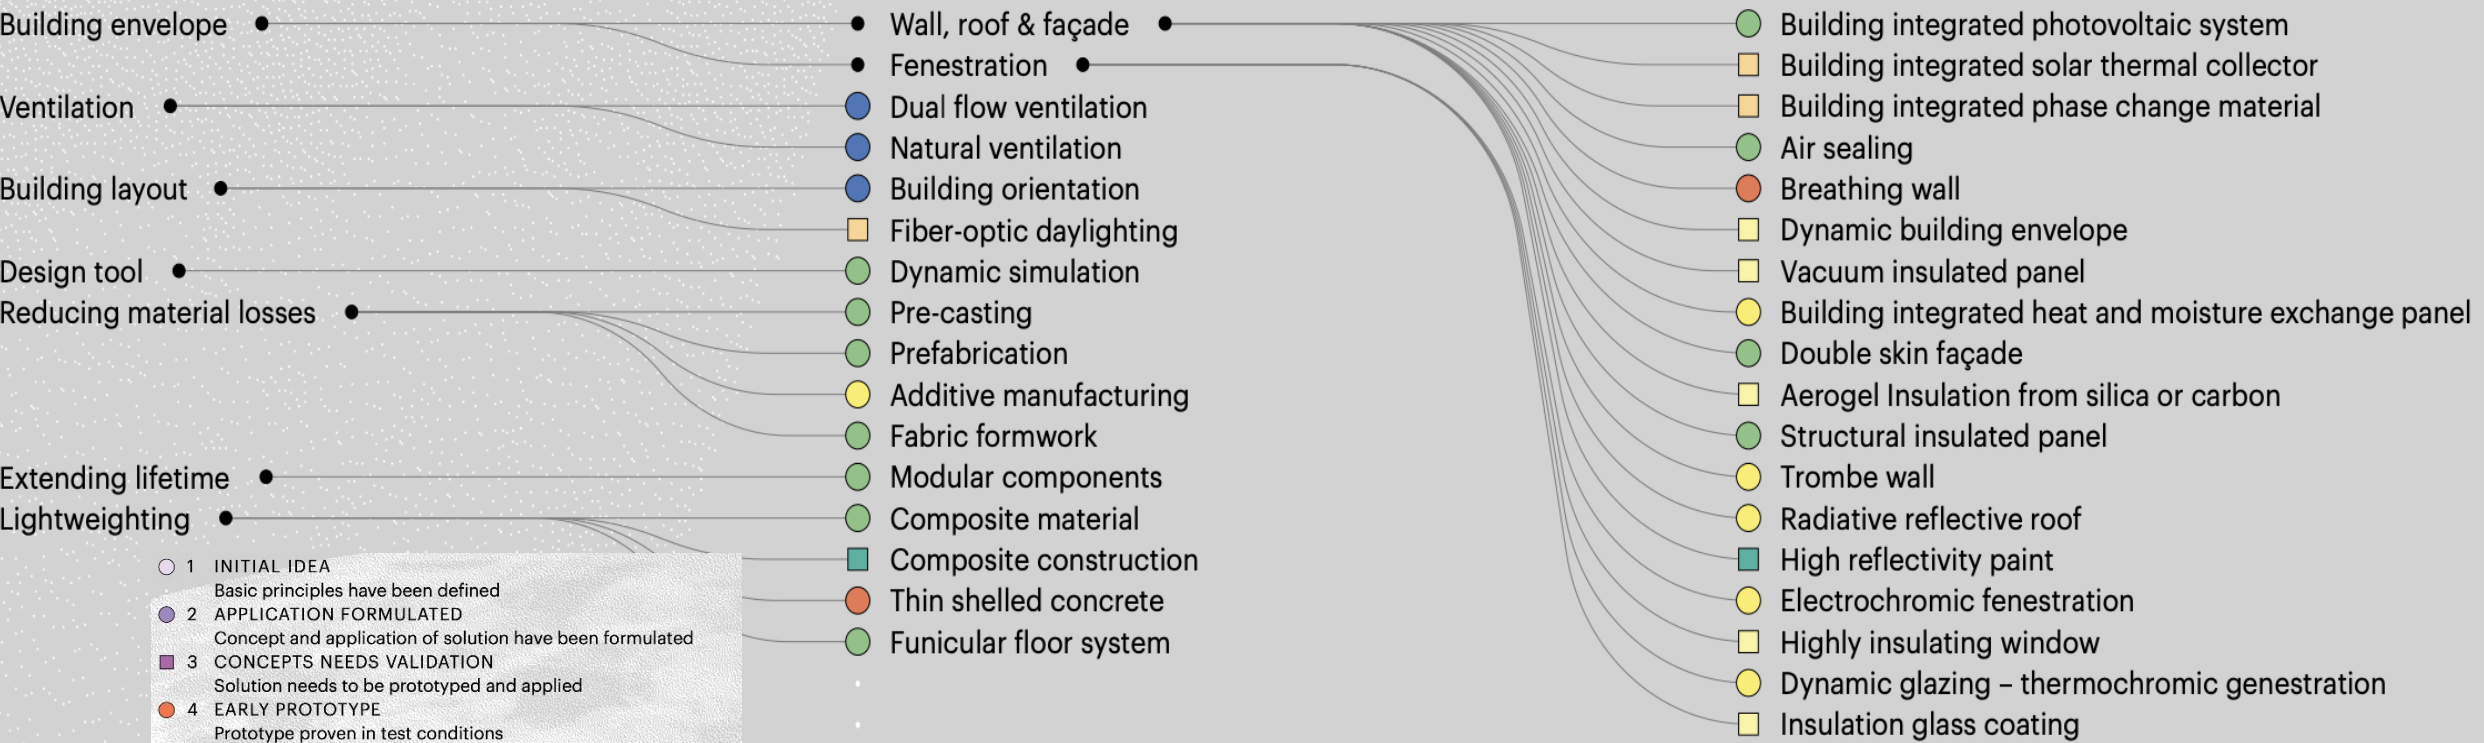 Building envelope
Ventilation
Building layout
Design tool
Reducing material losses
Extending lifetime
Lightweighting
1 INITIAL IDEA
Basic principles have been defined
2 APPLICATION FORMULATED
Concept and application of solution have been formulated
3 CONCEPTS NEEDS VALIDATION
Solution needs to be prototyped and applied
4 EARLY PROTOTYPE
Prototype proven in test conditions
Wall, roof & façade
Fenestration
Dual flow ventilation
Natural ventilation
Building orientation
Fiber-optic daylighting
Dynamic simulation
Pre-casting
Prefabrication
Additive manufacturing
Fabric formwork
Modular components
Composite material
Composite construction
Thin shelled concrete
Funicular floor system
Building integrated photovoltaic system
Building integrated solar thermal collector
Building integrated phase change material
Air sealing
Breathing wall
Dynamic building envelope
Vacuum insulated panel
Building integrated heat and moisture exchange panel
Double skin façade
Aerogel Insulation from silica or carbon
Structural insulated panel
Trombe wall
Radiative reflective roof
High reflectivity paint
Electrochromic fenestration
Highly insulating window
Dynamic glazing – thermochromic genestration
Insulation glass coating